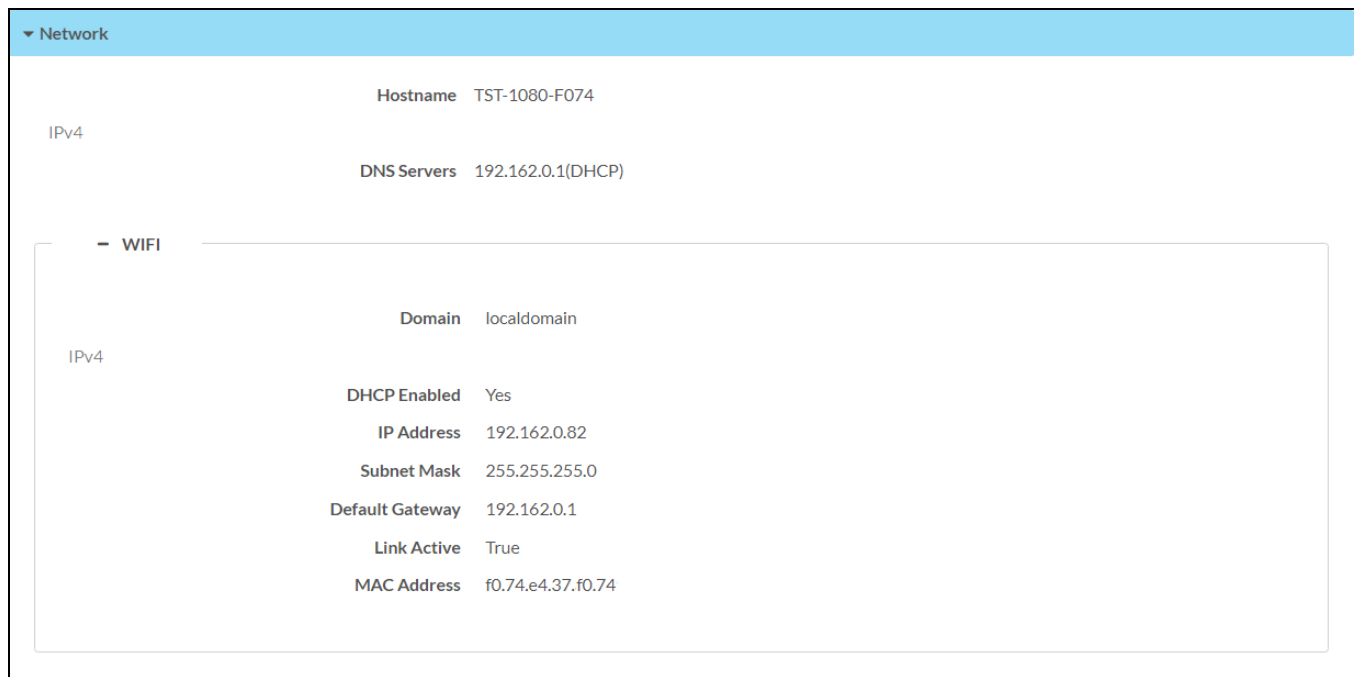 Network
Hostname TST-1080-F074
IPv4
DNS Servers 192.162.0.1(DHCP)
WIFI
Domain localdomain
IPv4
DHCP Enabled Yes
IP Address 192.162.0.82
Subnet Mask 255.255.255.0
Default Gateway 192.162.0.1
Link Active True
MAC Address f0.74.e4.37.f0.74